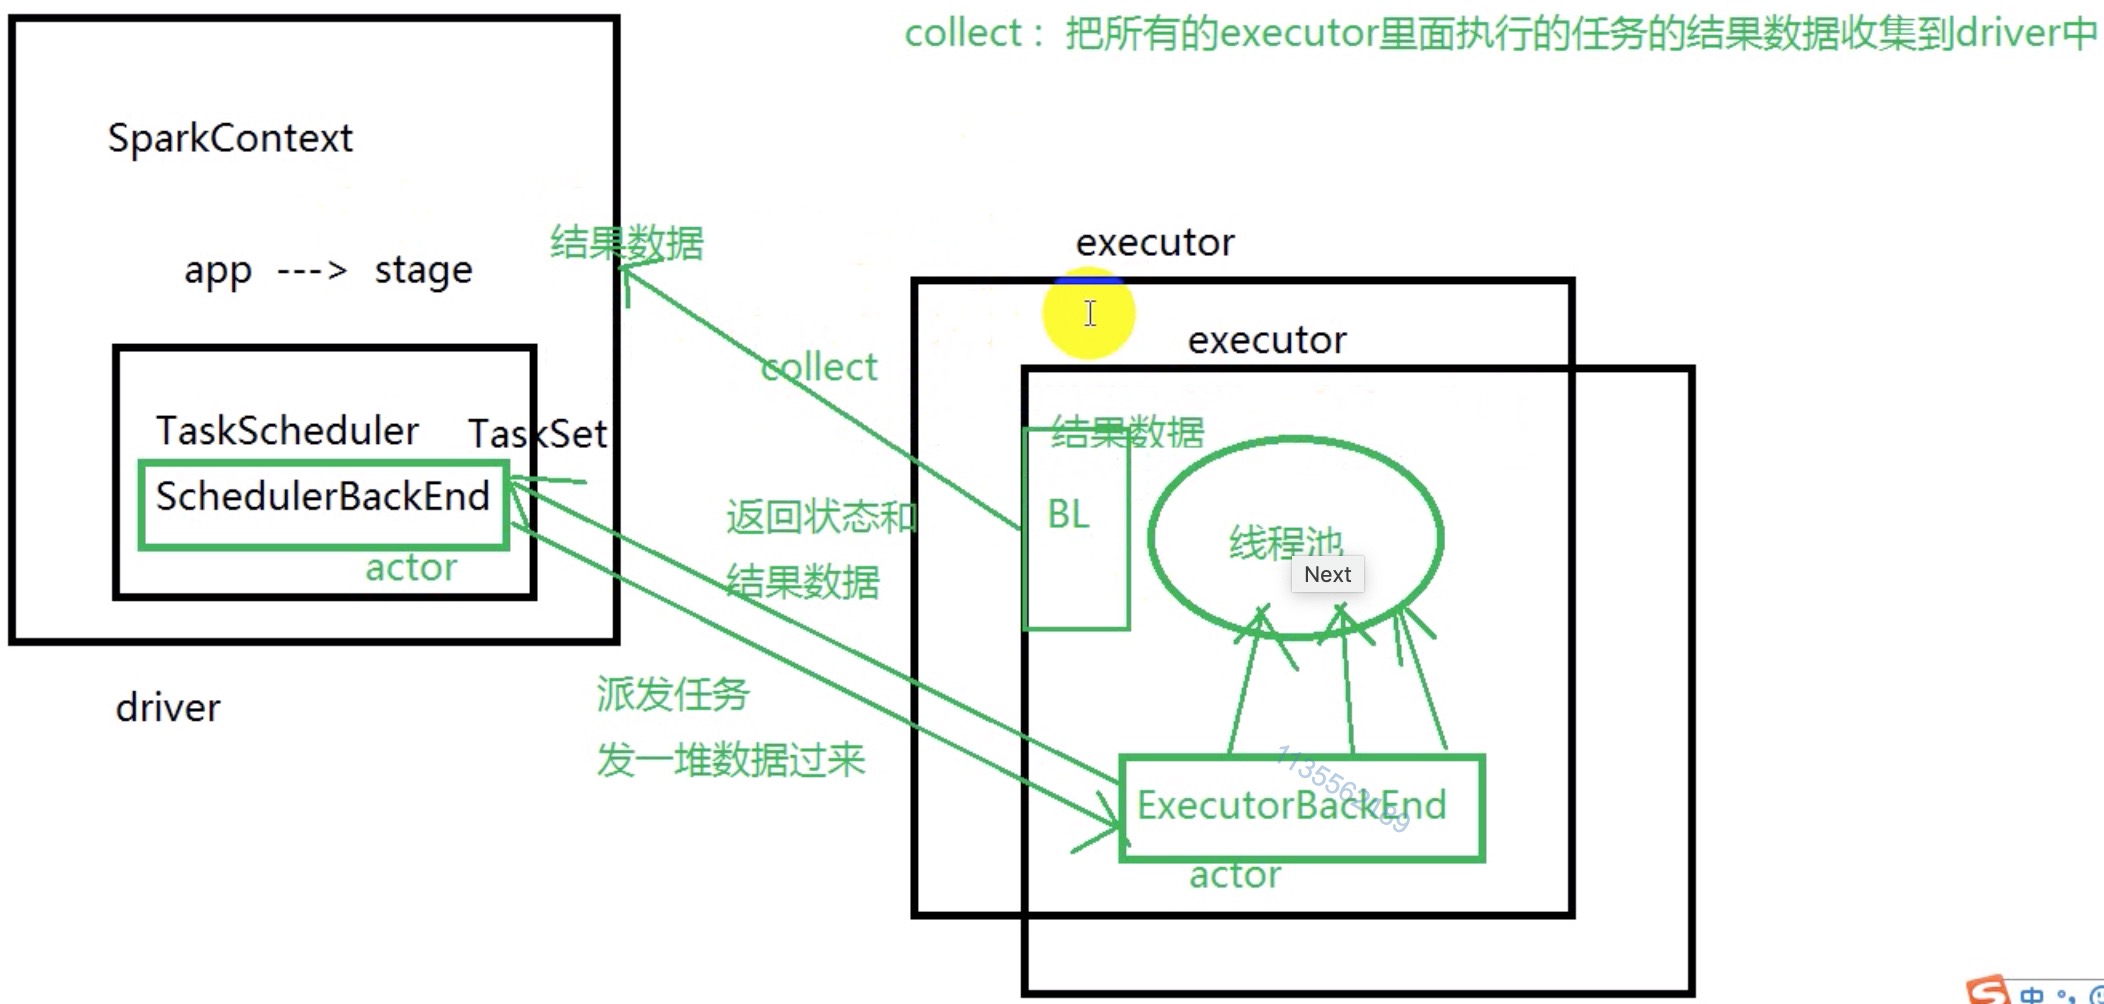 collect： 把所有的executor里面执行的任务的结果数据收集到driver中
SparkContext
app ---> stage
结果数据
TaskScheduler TaskSet
SchedulerBackEnd
actor
driver
collect
返回状态和
结果数据
派发任务
发一堆数据过来
executor
executor
结果数据
BL
线程池
Next
ExecutorBackEnd
actor
中